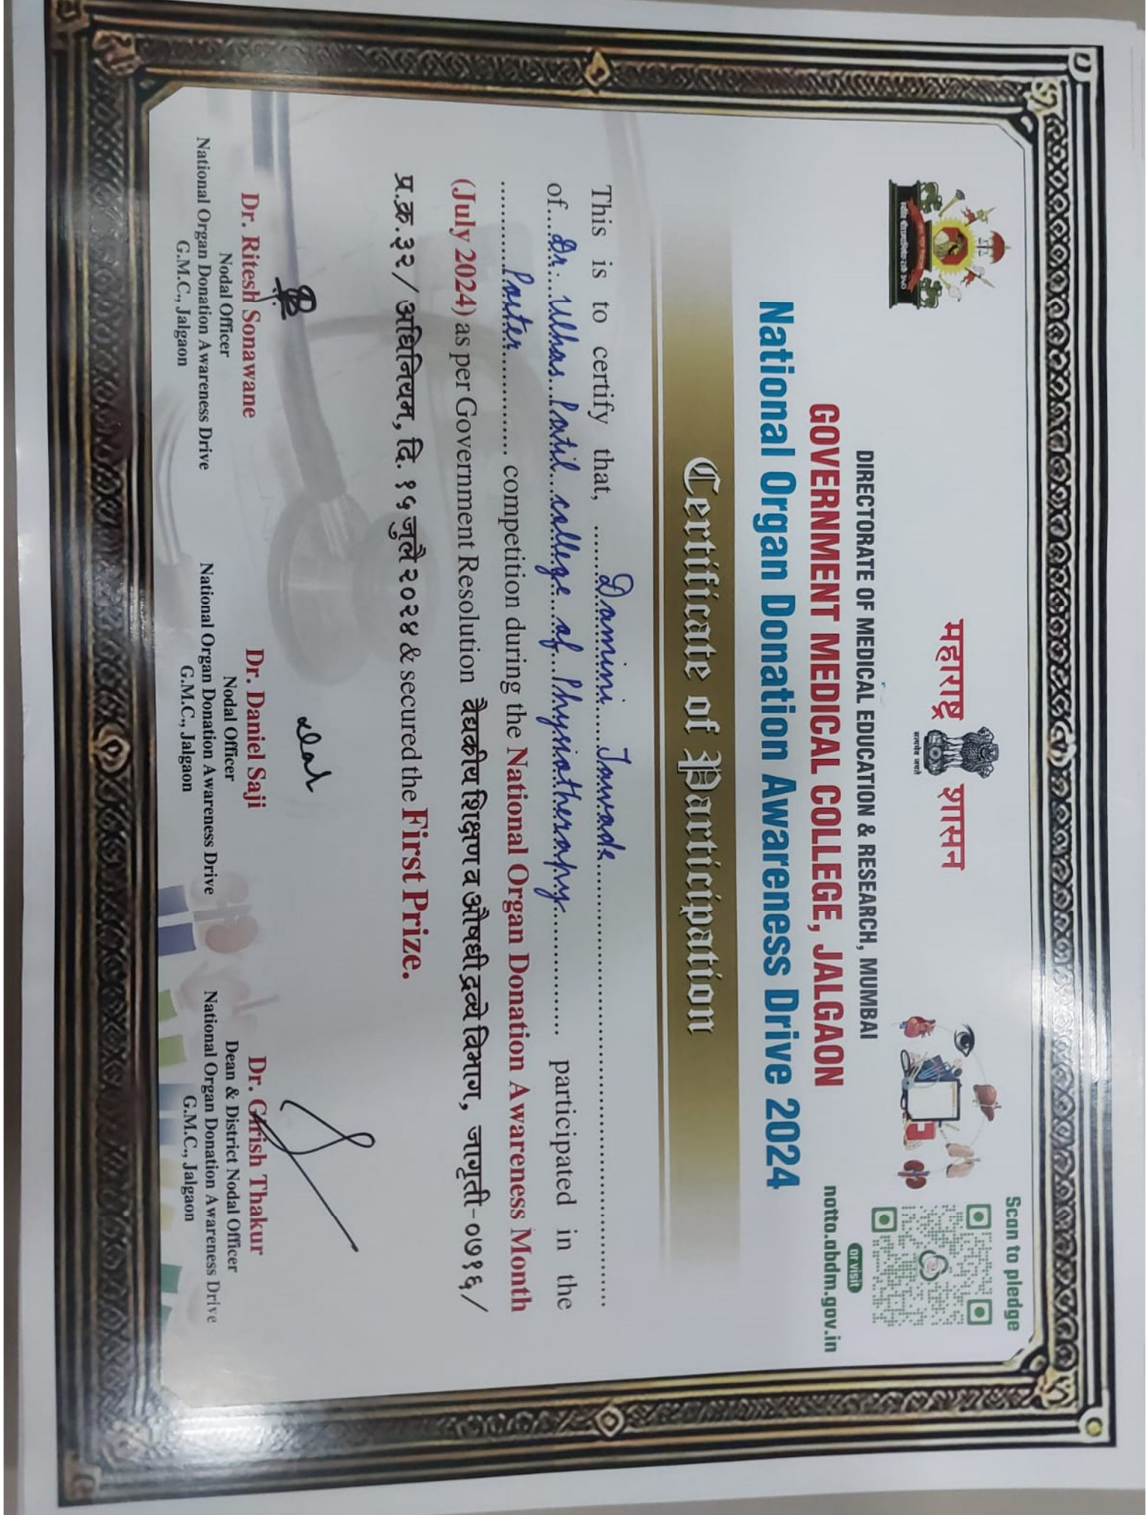 महाराष्ट्र शासन
सत्यमेव जयते
Scan to pledge
or visit
notto.abdm.gov.in
DIRECTORATE OF MEDICAL EDUCATION & RESEARCH, MUMBAI
GOVERNMENT MEDICAL COLLEGE, JALGAON
National Organ Donation Awareness Drive 2024
Certificate of Participation
This is to certify that, ......Damini.....Tawade..........
of...Dr...Ulhas..Patil...college...of..Physiotherapy.......... participated in the
..........Poster.......... competition during the National Organ Donation Awareness Month
(July 2024) as per Government Resolution वैद्यकीय शिक्षण व औषधी द्रव्ये विभाग, जागृती-०७१६/
प्र.क्र.३२/ अधिनियम, दि. १५ जुलै २०२४ & secured the First Prize.
Dr. Ritesh Sonawane
Nodal Officer
National Organ Donation Awareness Drive
G.M.C., Jalgaon
Dr. Daniel Saji
Nodal Officer
National Organ Donation Awareness Drive
G.M.C., Jalgaon
Dr. Girish Thakur
Dean & District Nodal Officer
National Organ Donation Awareness Drive
G.M.C., Jalgaon